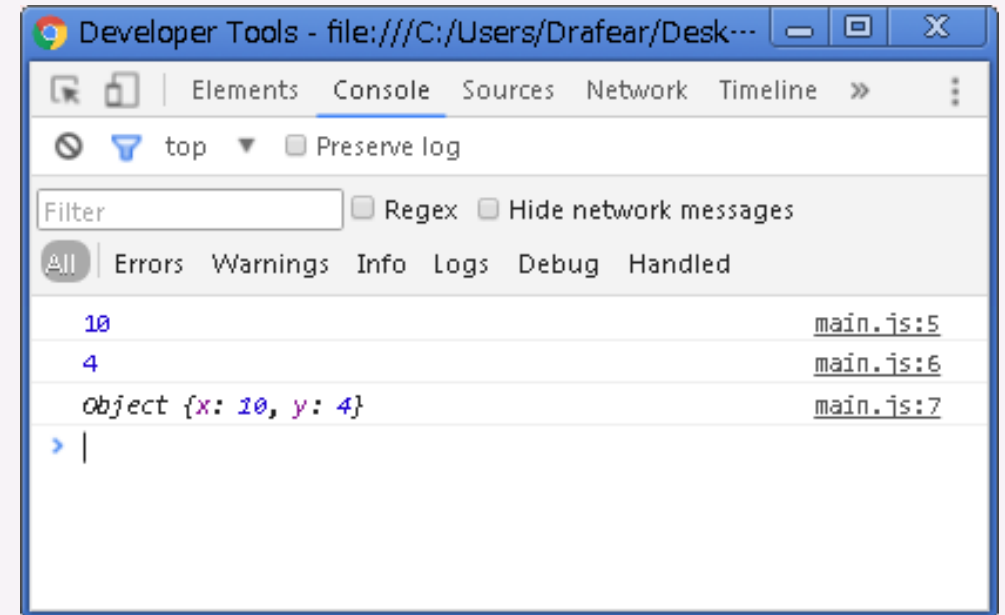 Developer Tools - file:///C:/Users/Drafear/Desk...
Elements Console Sources Network Timeline »
top ▼ Preserve log
Filter Regex Hide network messages
All Errors Warnings Info Logs Debug Handled
10 main.js:5
4 main.js:6
Object {x: 10, y: 4} main.js:7
>